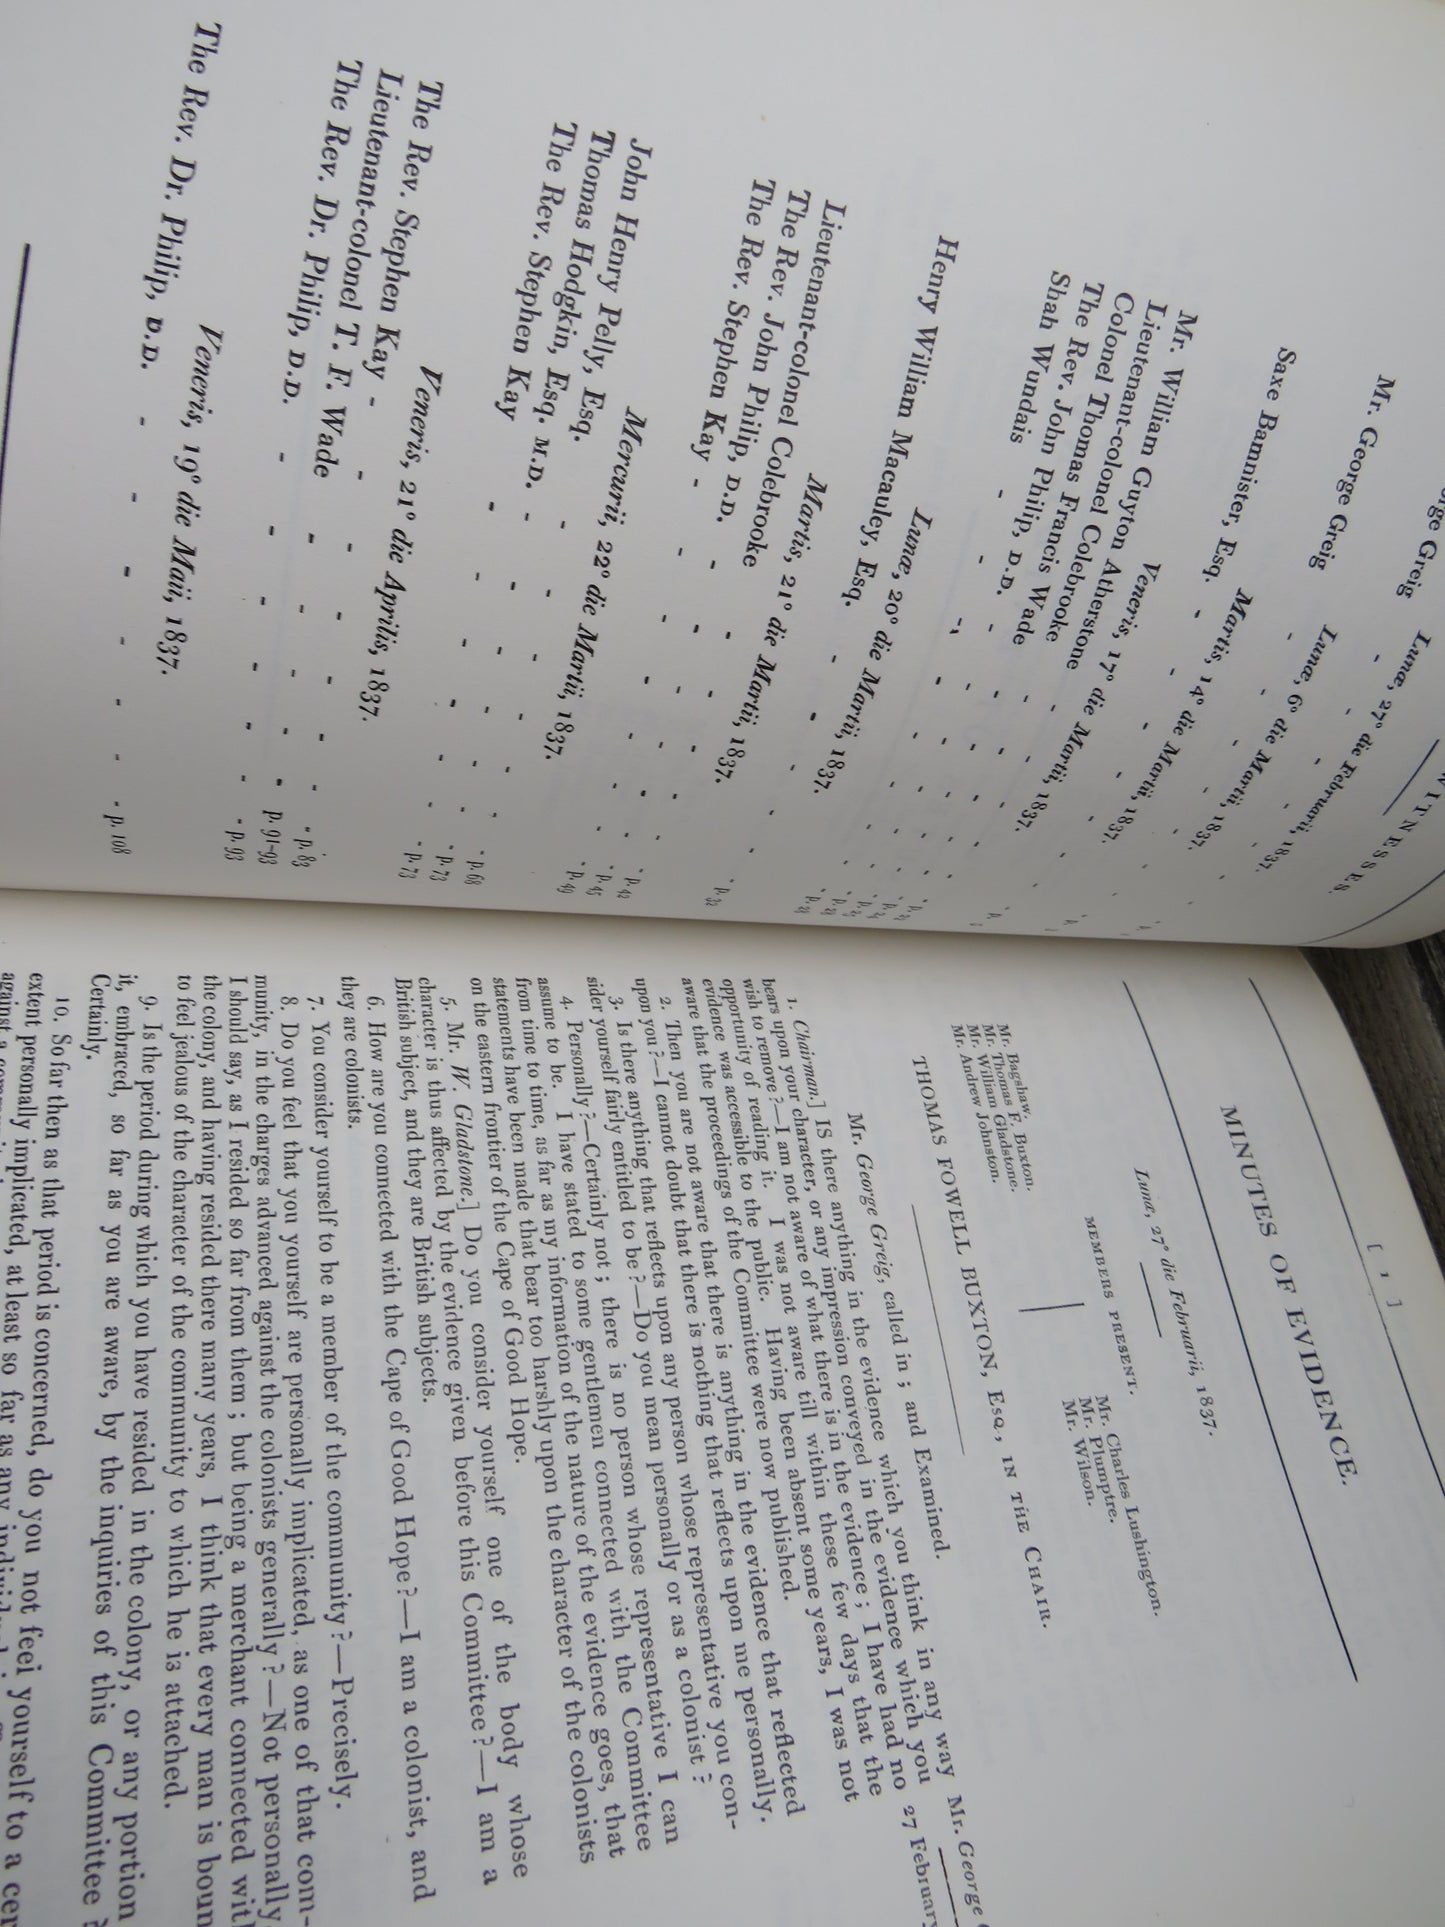 WITNESSES.
Lunæ, 27° die Februarii, 1837.
George Greig
Lunæ, 6° die Martii, 1837.
Mr. George Greig
Martis, 14° die Martii, 1837.
Saxe Bamnister, Esq.
Veneris, 17° die Martii, 1837.
Mr. William Guyton Atherstone
Lieutenant-colonel Colebrooke
Colonel Thomas Francis Wade
The Rev. John Philip, D.D.
Shah Wundais
Lunæ, 20° die Martii, 1837.
Henry William Macauley, Esq.
Martis, 21° die Martii, 1837.
Lieutenant-colonel Colebrooke
The Rev. John Philip, D.D.
The Rev. Stephen Kay
Mercurii, 22° die Martii, 1837.
John Henry Pelly, Esq. - p. 42
Thomas Hodgkin, Esq. M.D. - p. 45
The Rev. Stephen Kay - p. 49
Veneris, 21° die Aprilis, 1837.
The Rev. Stephen Kay - p. 83
Lieutenant-colonel T. F. Wade - p. 91-93
The Rev. Dr. Philip, D.D. - p. 93
Veneris, 19° die Maii, 1837.
The Rev. Dr. Philip, D.D. - p. 108
[ 1 ]
MINUTES OF EVIDENCE.
Lunæ, 27° die Februarii, 1837.
MEMBERS PRESENT.
Mr. Bagshaw.
Mr. Thomas F. Buxton.
Mr. William Gladstone.
Mr. Andrew Johnston.
Mr. Charles Lushington.
Mr. Plumptre.
Mr. Wilson.
THOMAS FOWELL BUXTON, Esq., IN THE CHAIR.
Mr. George Greig, called in; and Examined.
1. Chairman.] IS there anything in the evidence which you think in any way
bears upon your character, or any impression conveyed in the evidence which you
wish to remove?—I am not aware of what there is in the evidence; I have had no
opportunity of reading it. I was not aware till within these few days that the
evidence was accessible to the public. Having been absent some years, I was not
aware that the proceedings of the Committee were now published.
Mr. George
27 February
2. Then you are not aware that there is anything in the evidence that reflected
upon you?—I cannot doubt that there is nothing that reflects upon me personally.
3. Is there anything that reflects upon any person whose representative you con-
sider yourself fairly entitled to be?—Do you mean personally or as a colonist?
4. Personally?—Certainly not; there is no person whose representative I can
assume to be. I have stated to some gentlemen connected with the Committee
from time to time, as far as my information of the nature of the evidence goes, that
statements have been made that bear too harshly upon the character of the colonists
on the eastern frontier of the Cape of Good Hope.
5. Mr. W. Gladstone.] Do you consider yourself one of the body whose
character is thus affected by the evidence given before this Committee?—I am a
British subject, and they are British subjects.
6. How are you connected with the Cape of Good Hope?—I am a colonist, and
they are colonists.
7. You consider yourself to be a member of the community?—Precisely.
8. Do you feel that you yourself are personally implicated, as one of that com-
munity, in the charges advanced against the colonists generally?—Not personally
I should say, as I resided so far from them; but being a merchant connected with
the colony, and having resided there many years, I think that every man is boun
to feel jealous of the character of the community to which he is attached.
9. Is the period during which you have resided in the colony, or any portion
it, embraced, so far as you are aware, by the inquiries of this Committee?
Certainly.
10. So far then as that period is concerned, do you not feel yourself to a cer
extent personally implicated, at least so far as any